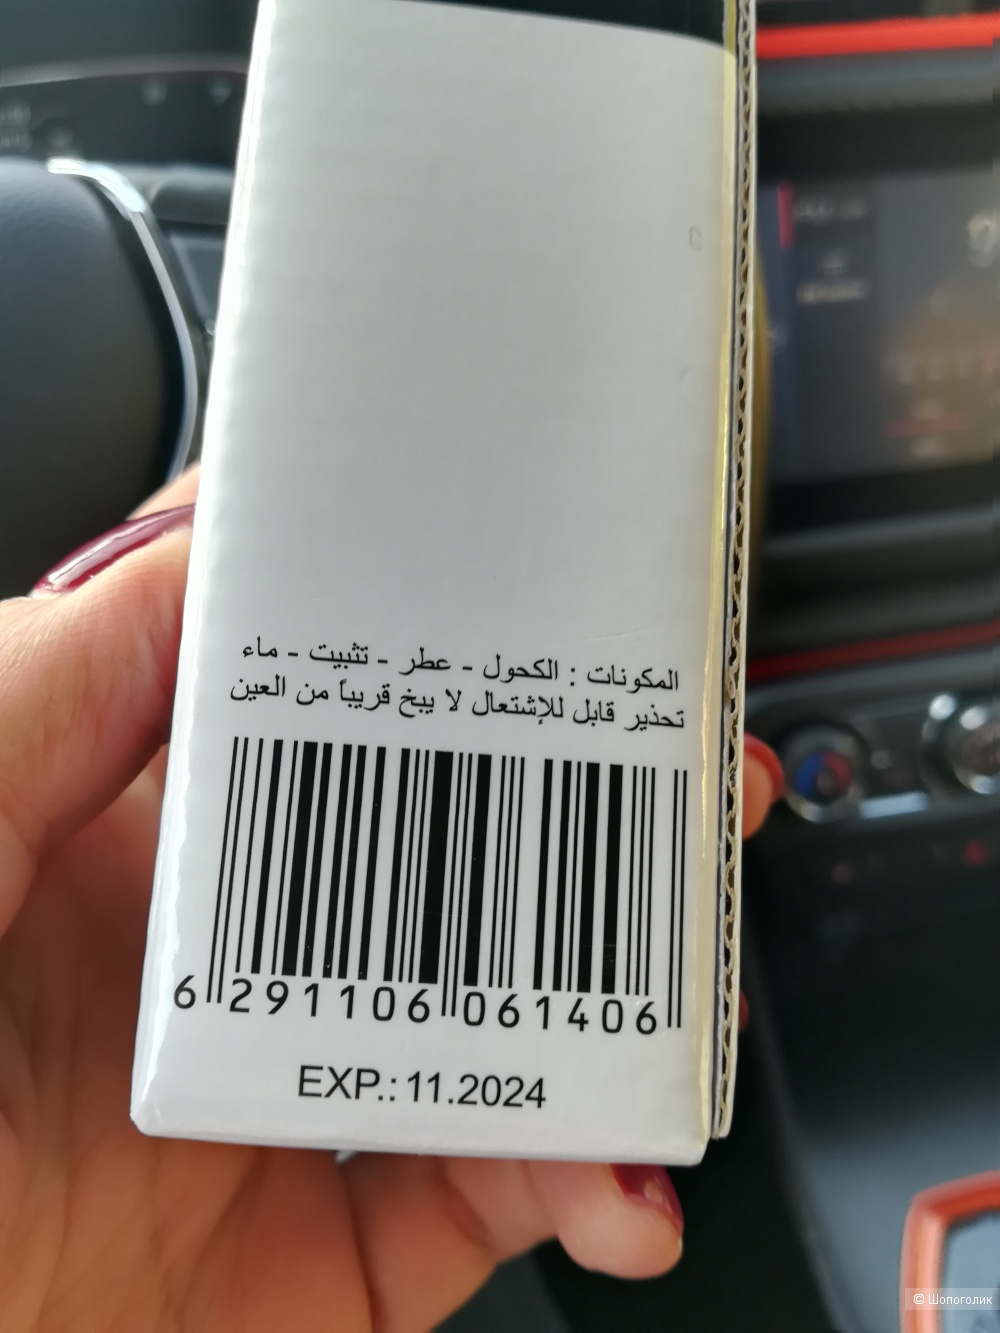 المكونات : الكحول - عطر - تثبيت - ماء
تحذير قابل للإشتعال لا يبخ قريباً من العين
6 291106 061406
EXP.: 11.2024
© Шопоголик